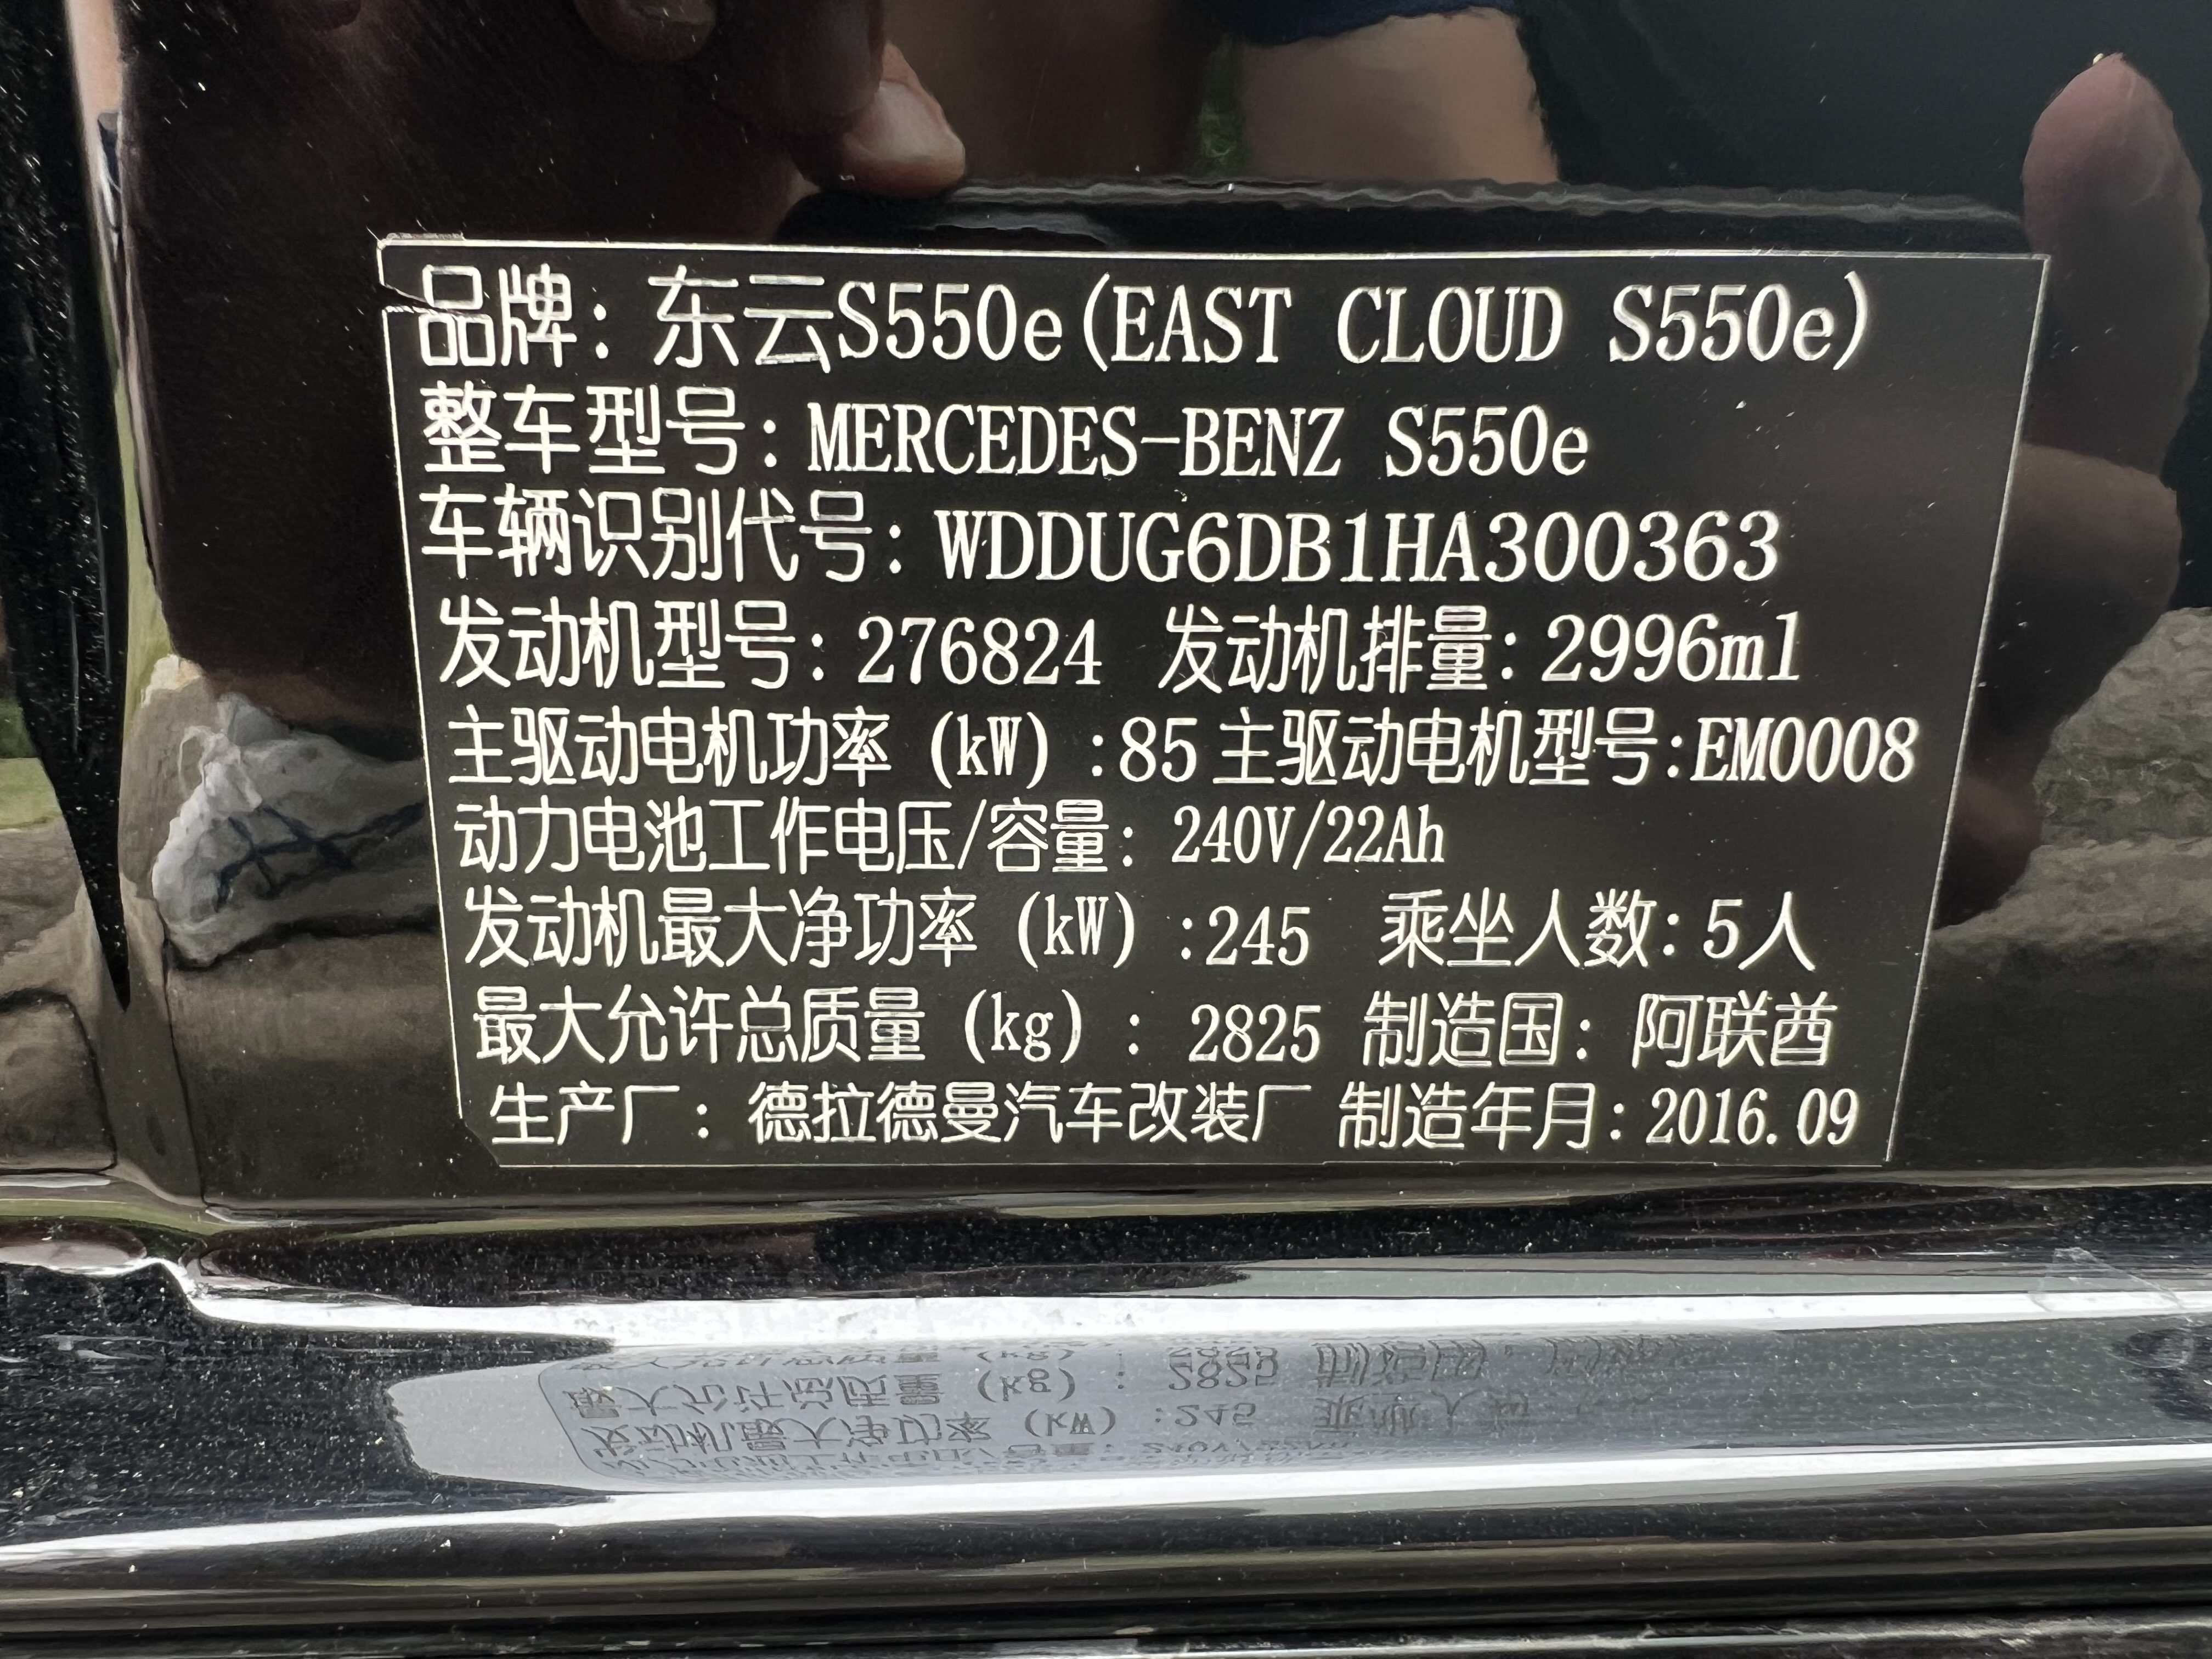 品牌: 东云S550e(EAST CLOUD S550e)
整车型号: MERCEDES-BENZ S550e
车辆识别代号: WDDUG6DB1HA300363
发动机型号: 276824 发动机排量: 2996ml
主驱动电机功率 (kW) :85 主驱动电机型号:EM0008
动力电池工作电压/容量: 240V/22Ah
发动机最大净功率 (kW) :245 乘坐人数: 5人
最大允许总质量 (kg) : 2825 制造国: 阿联酋
生产厂: 德拉德曼汽车改装厂 制造年月: 2016.09